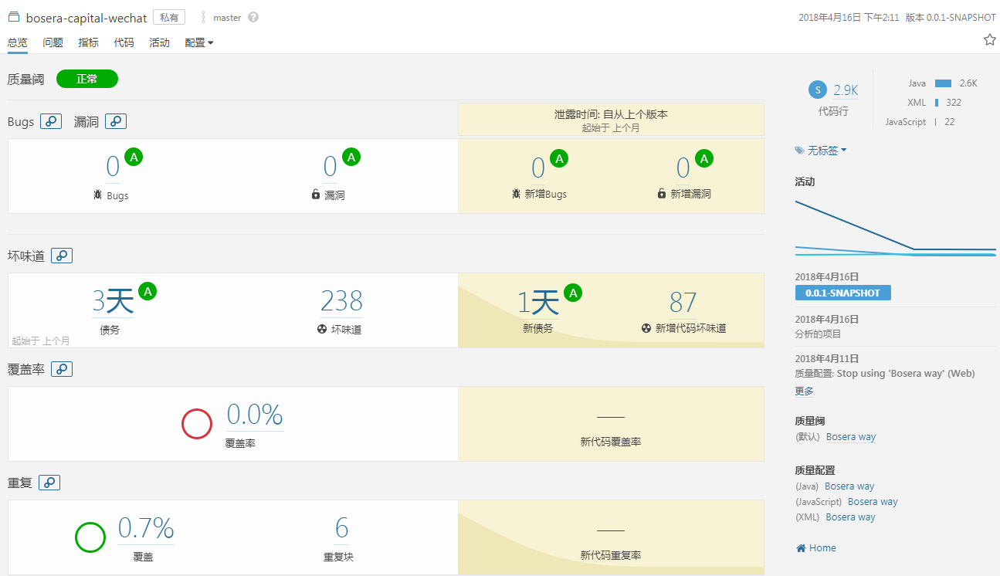 bosera-capital-wechat 私有 master ?
2018年4月16日 下午2:11 版本 0.0.1-SNAPSHOT
总览 问题 指标 代码 活动 配置
质量阈 正常
Bugs 漏洞
泄露时间: 自从上个版本
起始于 上个月
0 A
Bugs
0 A
漏洞
0 A
新增Bugs
0 A
新增漏洞
坏味道
3天 A
债务
起始于 上个月
238
坏味道
1天 A
新债务
87
新增代码坏味道
覆盖率
0.0%
覆盖率
新代码覆盖率
重复
0.7%
覆盖
6
重复块
新代码重复率
S 2.9K
代码行
Java 2.6K
XML 322
JavaScript 22
无标签
活动
2018年4月16日
0.0.1-SNAPSHOT
2018年4月16日
分析的项目
2018年4月11日
质量配置: Stop using 'Bosera way' (Web)
更多
质量阈
(默认) Bosera way
质量配置
(Java) Bosera way
(JavaScript) Bosera way
(XML) Bosera way
Home